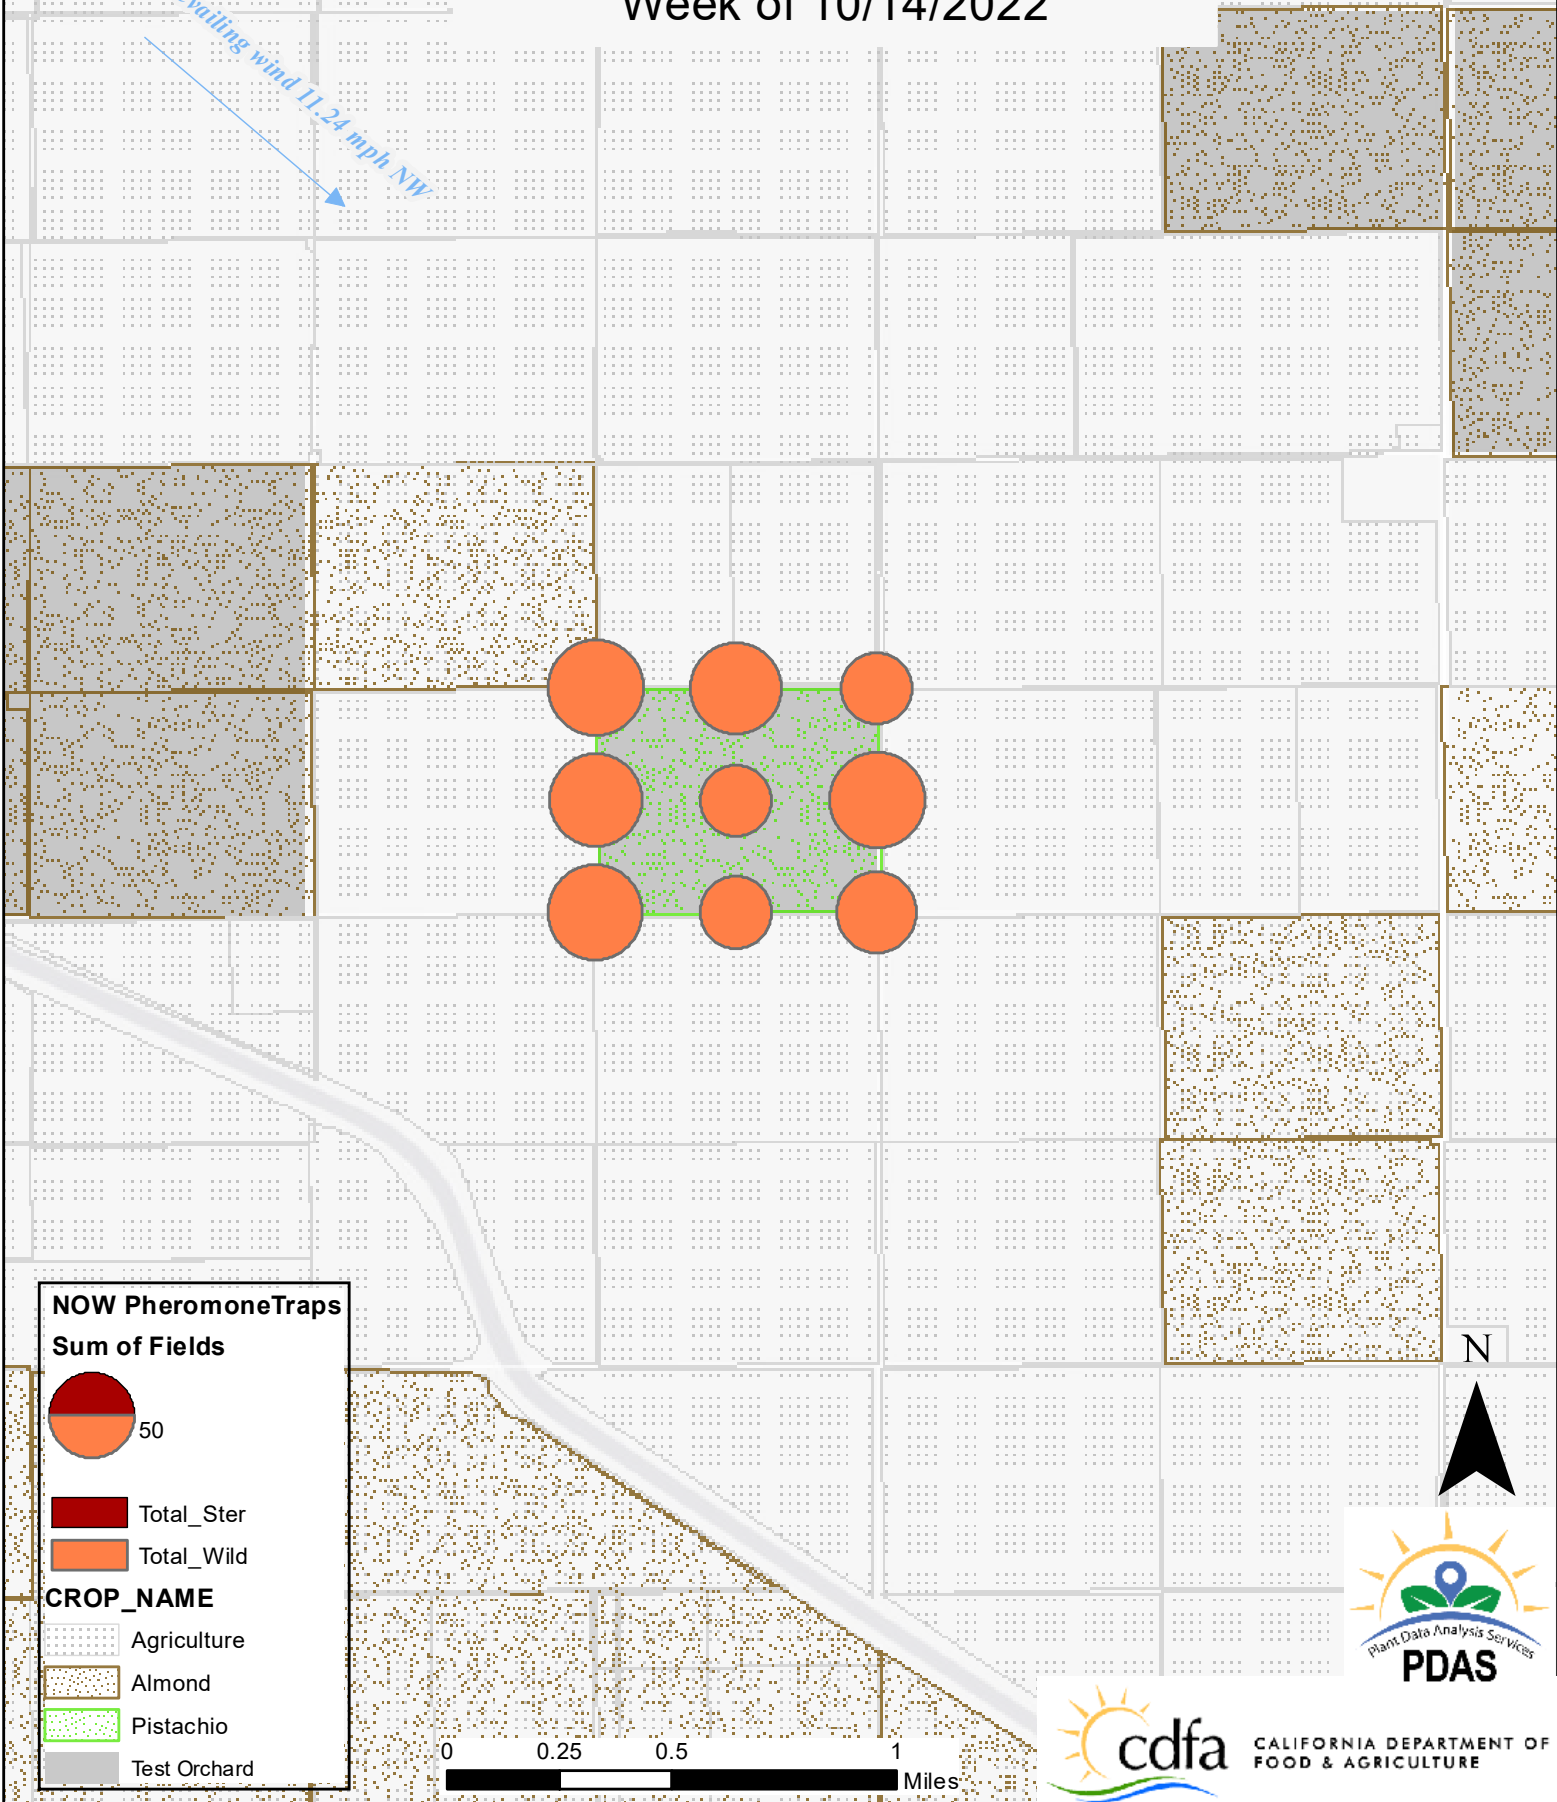 Week of 10/14/2022
wind 11.24 mph NW
NOW PheromoneTraps
Sum of Fields
50
Total_Ster
Total_Wild
CROP_NAME
Agriculture
Almond
Pistachio
Test Orchard
0 0.25 0.5 1
Miles
N
Plant Data Analysis Services
PDAS
cdfa
CALIFORNIA DEPARTMENT OF
FOOD & AGRICULTURE